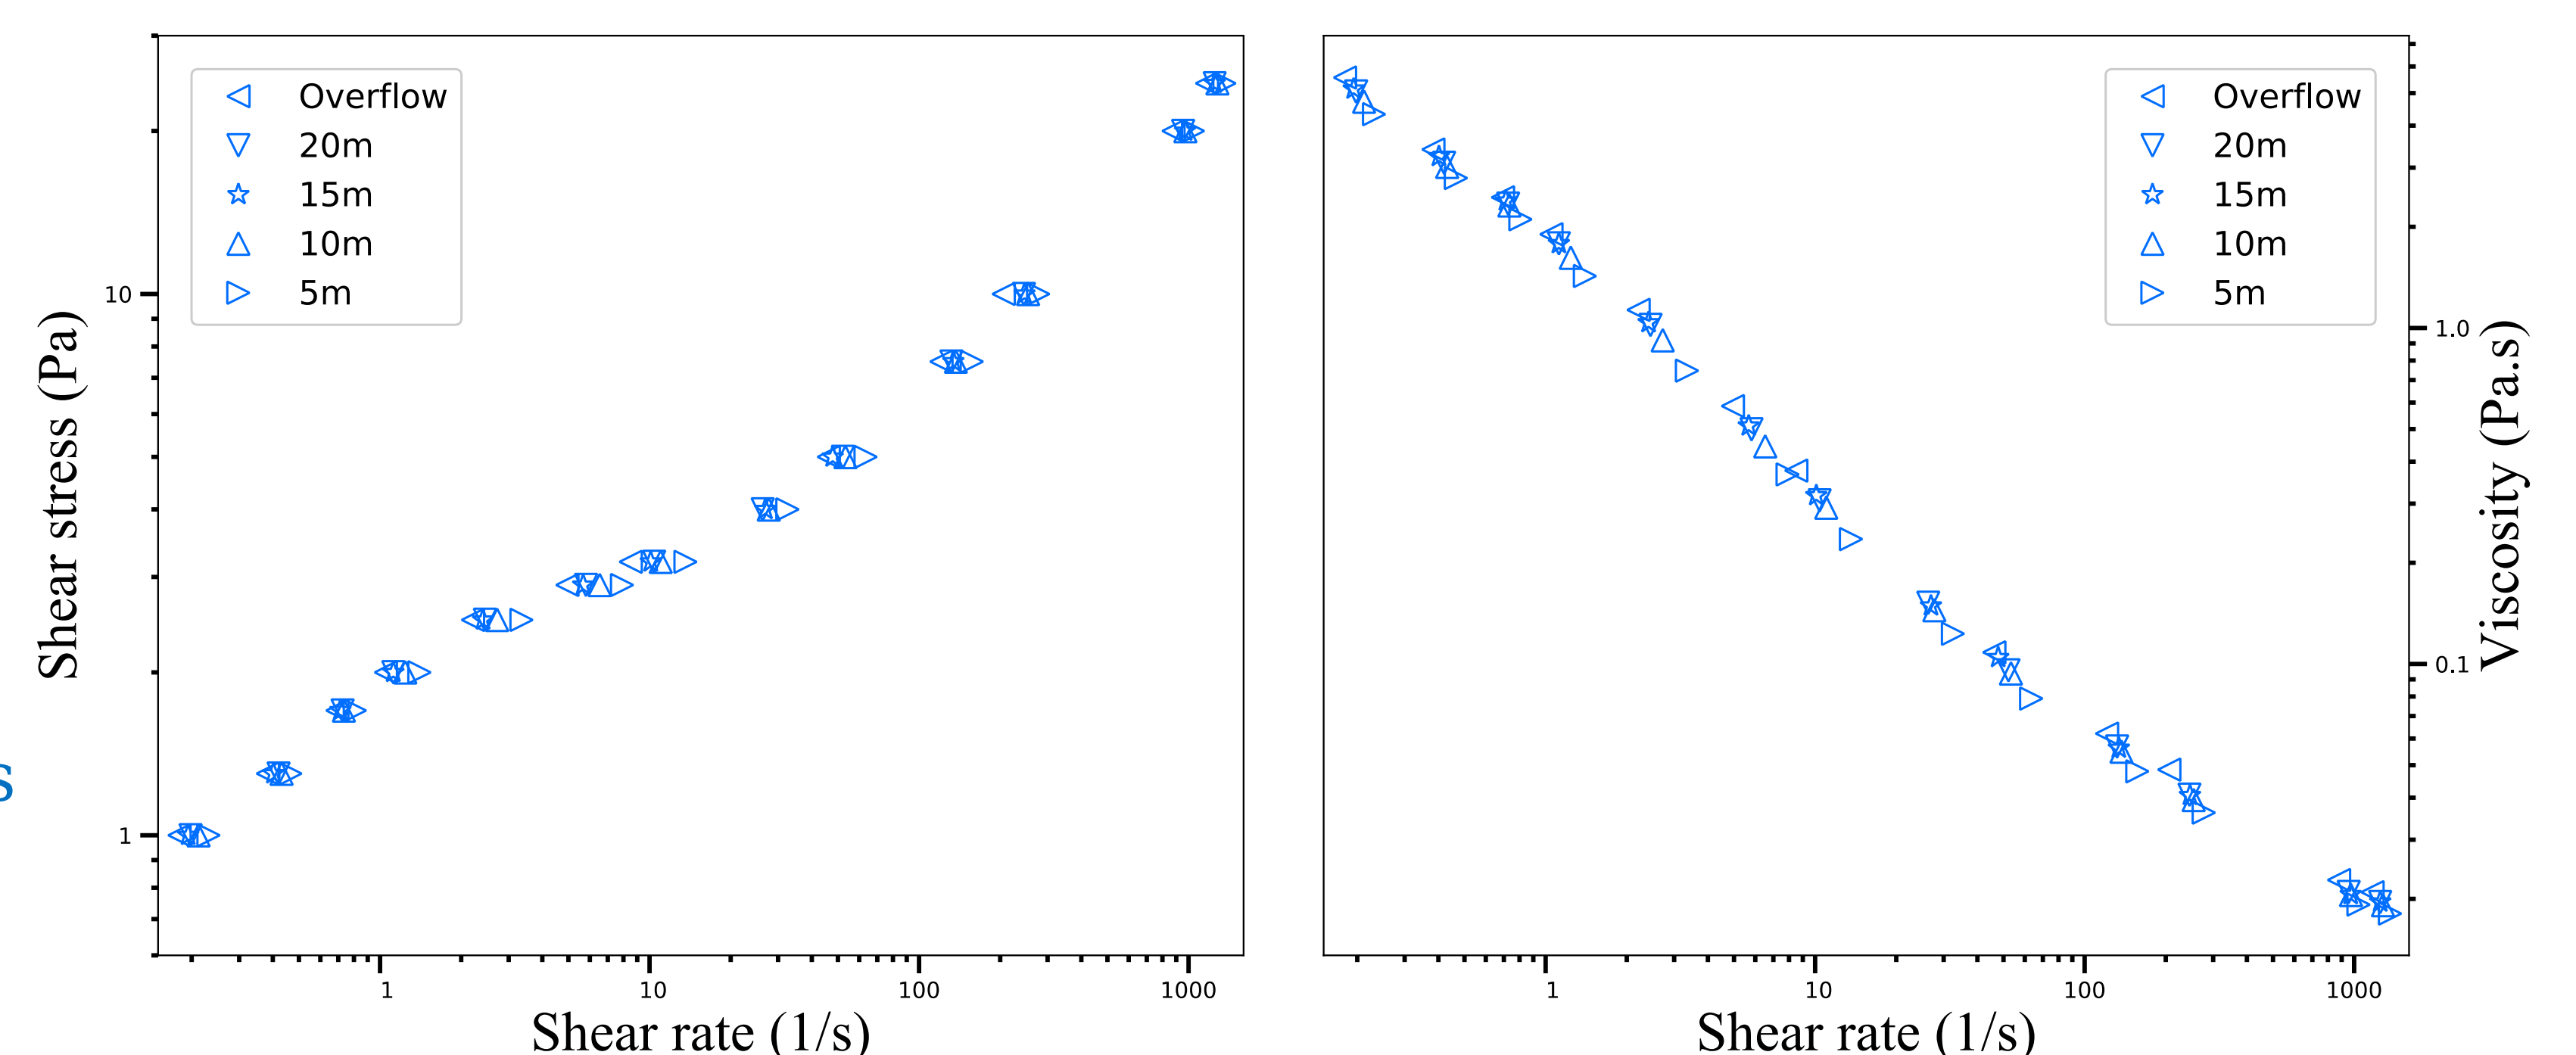 Shear stress (Pa)
10
1
Overflow
20m
15m
10m
5m
1
10
100
1000
Shear rate (1/s)
s
Overflow
20m
15m
10m
5m
1.0
0.1
Viscosity (Pa.s)
1
10
100
1000
Shear rate (1/s)